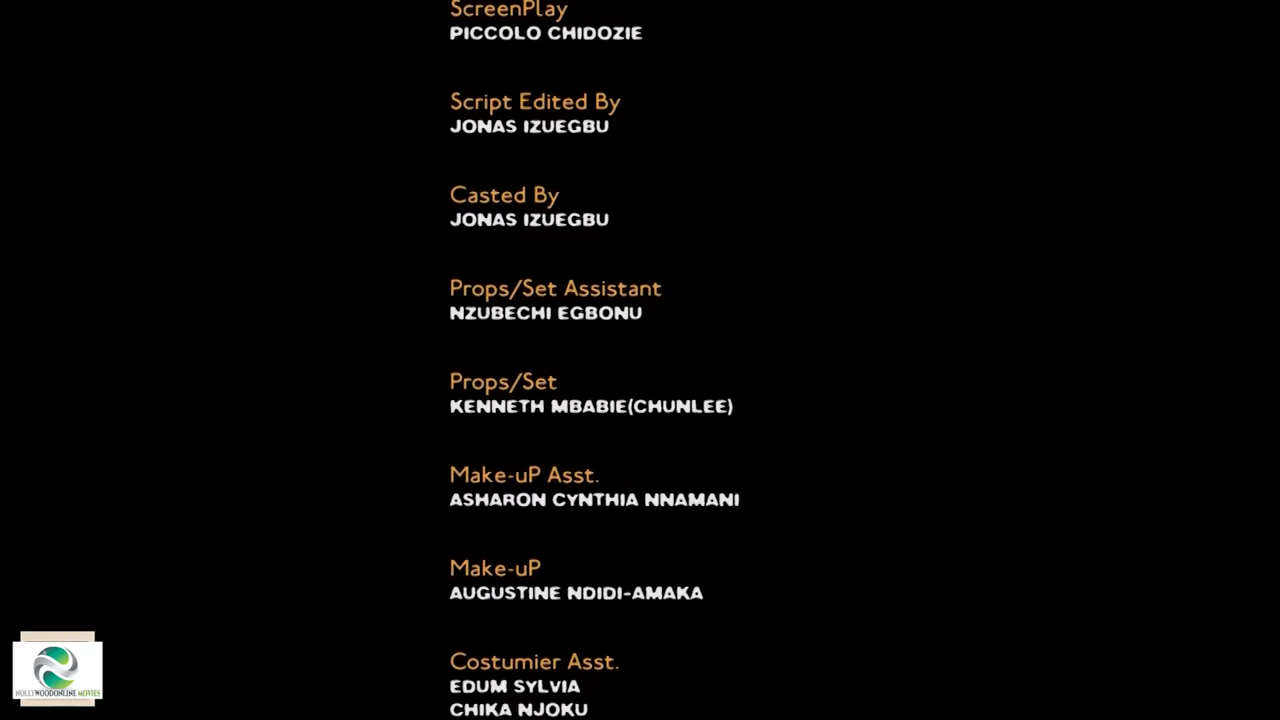 ScreenPlay
PICCOLO CHIDOZIE
Script Edited By
JONAS IZUEGBU
Casted By
JONAS IZUEGBU
Props/Set Assistant
NZUBECHI EGBONU
Props/Set
KENNETH MBABIE(CHUNLEE)
Make-uP Asst.
ASHARON CYNTHIA NNAMANI
Make-uP
AUGUSTINE NDIDI-AMAKA
Costumier Asst.
EDUM SYLVIA
CHIKA NJOKU
NOLLYWOODONLINE MOVIES